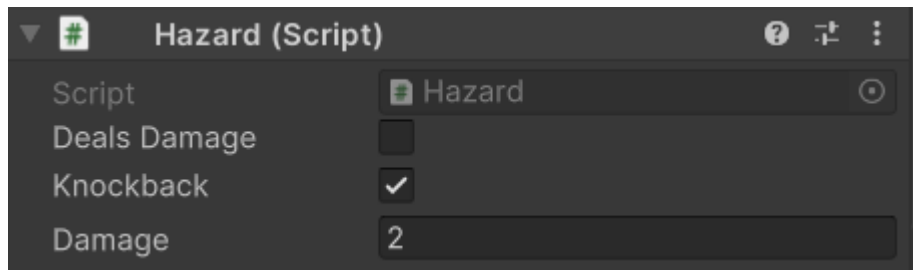 Hazard (Script)
Script Hazard
Deals Damage
Knockback
Damage 2